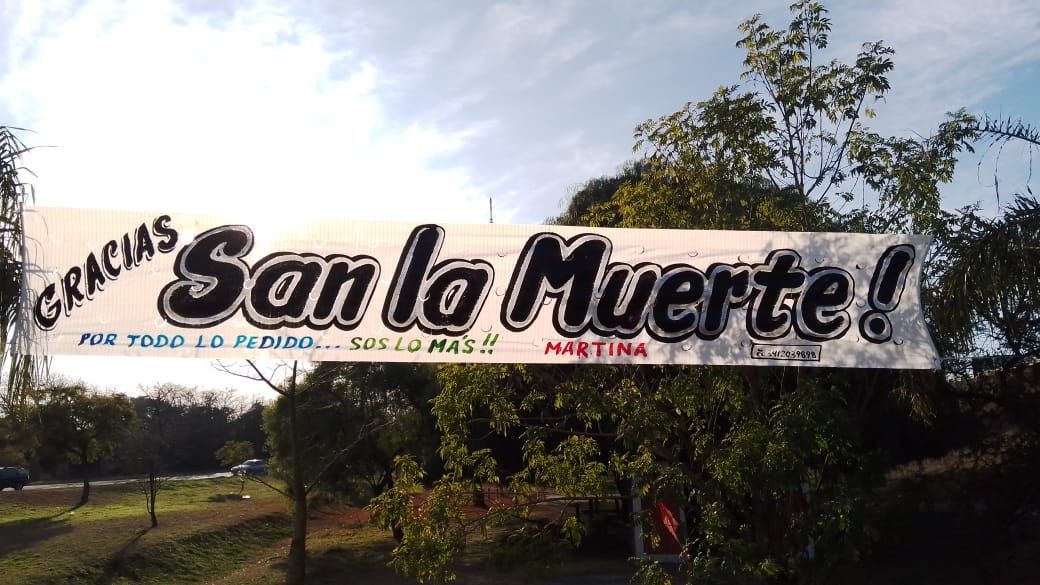 GRACIAS San la Muerte!
POR TODO LO PEDIDO... SOS LO MÁS!! MARTINA